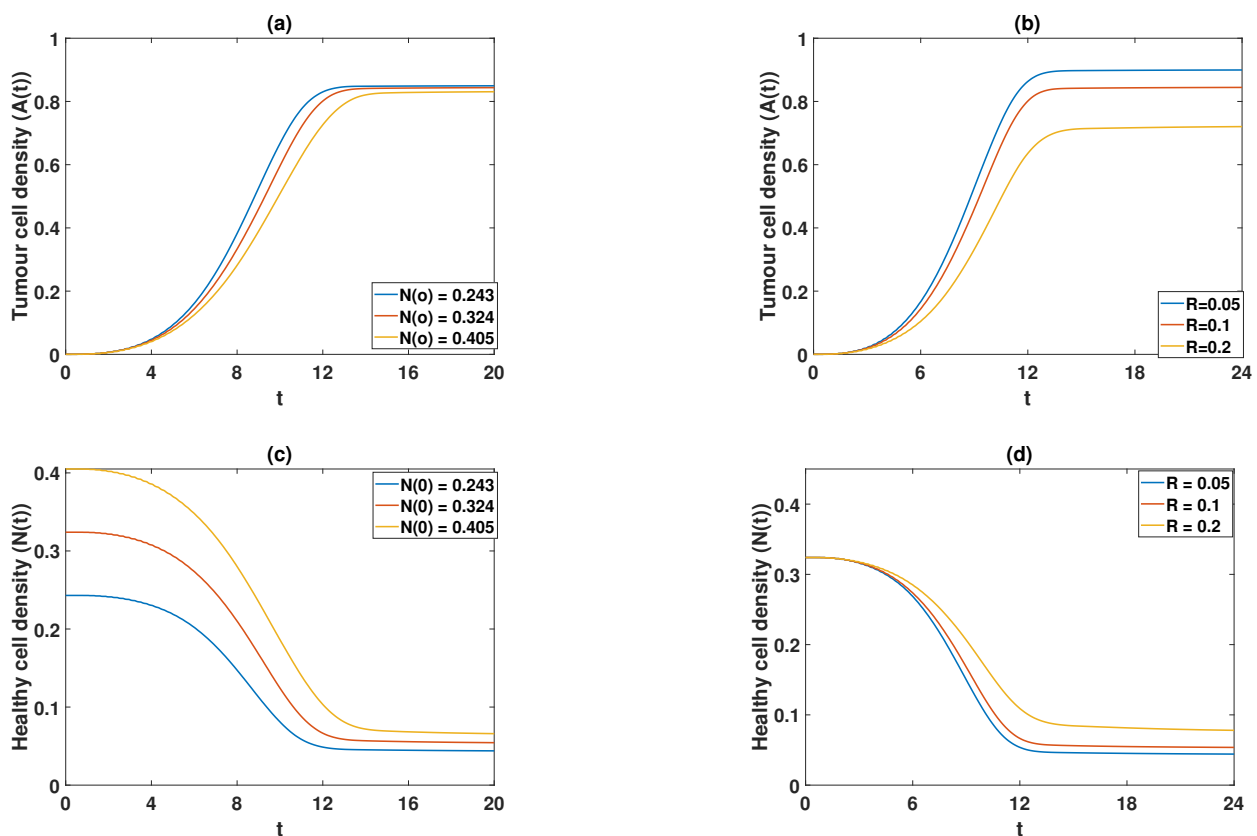 (a)
Tumour cell density (A(t))
1
0.8
0.6
0.4
0.2
0
0 4 8 12 16 20
t
N(o) = 0.243
N(o) = 0.324
N(o) = 0.405
(b)
Tumour cell density (A(t))
1
0.8
0.6
0.4
0.2
0
0 6 12 18 24
t
R=0.05
R=0.1
R=0.2
(c)
Healthy cell density (N(t))
0.4
0.3
0.2
0.1
0
0 4 8 12 16 20
t
N(0) = 0.243
N(0) = 0.324
N(0) = 0.405
(d)
Healthy cell density (N(t))
0.4
0.3
0.2
0.1
0
0 6 12 18 24
t
R = 0.05
R = 0.1
R = 0.2